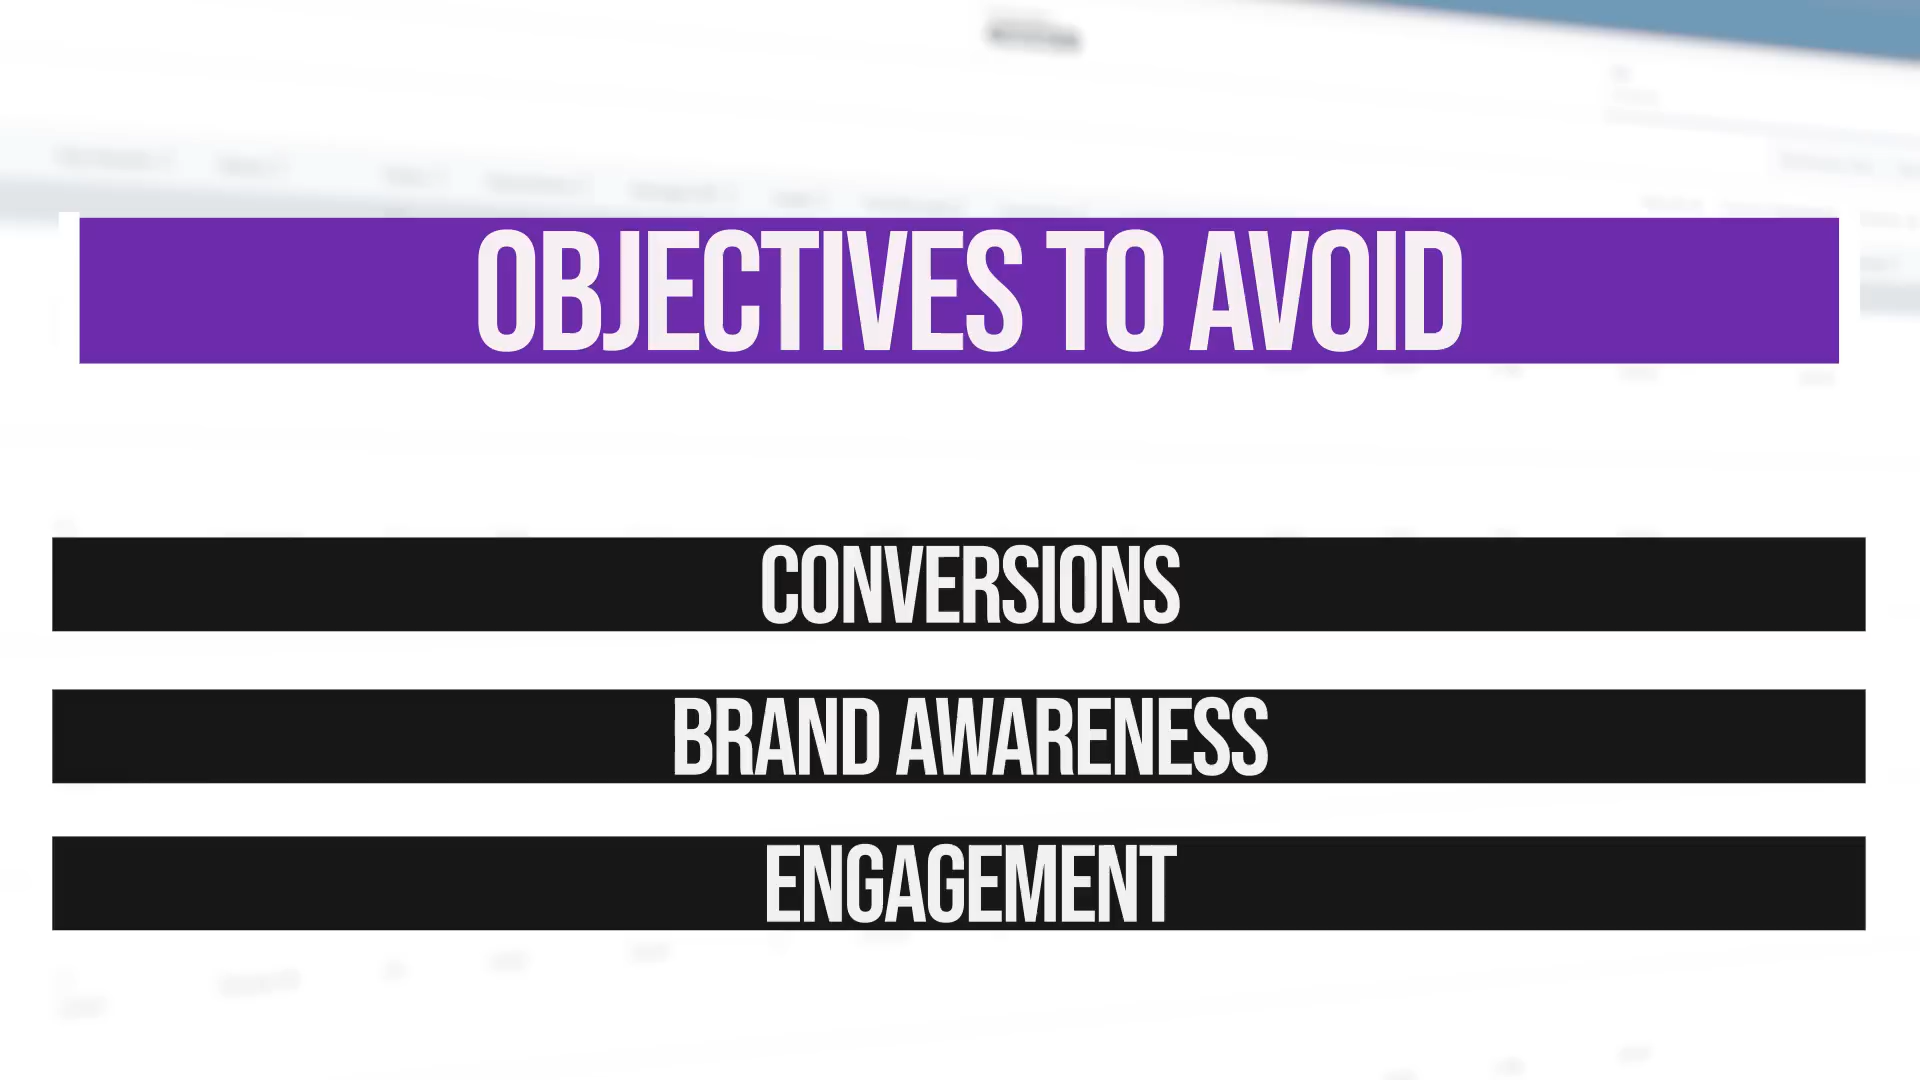 OBJECTIVES TO AVOID
CONVERSIONS
BRAND AWARENESS
ENGAGEMENT